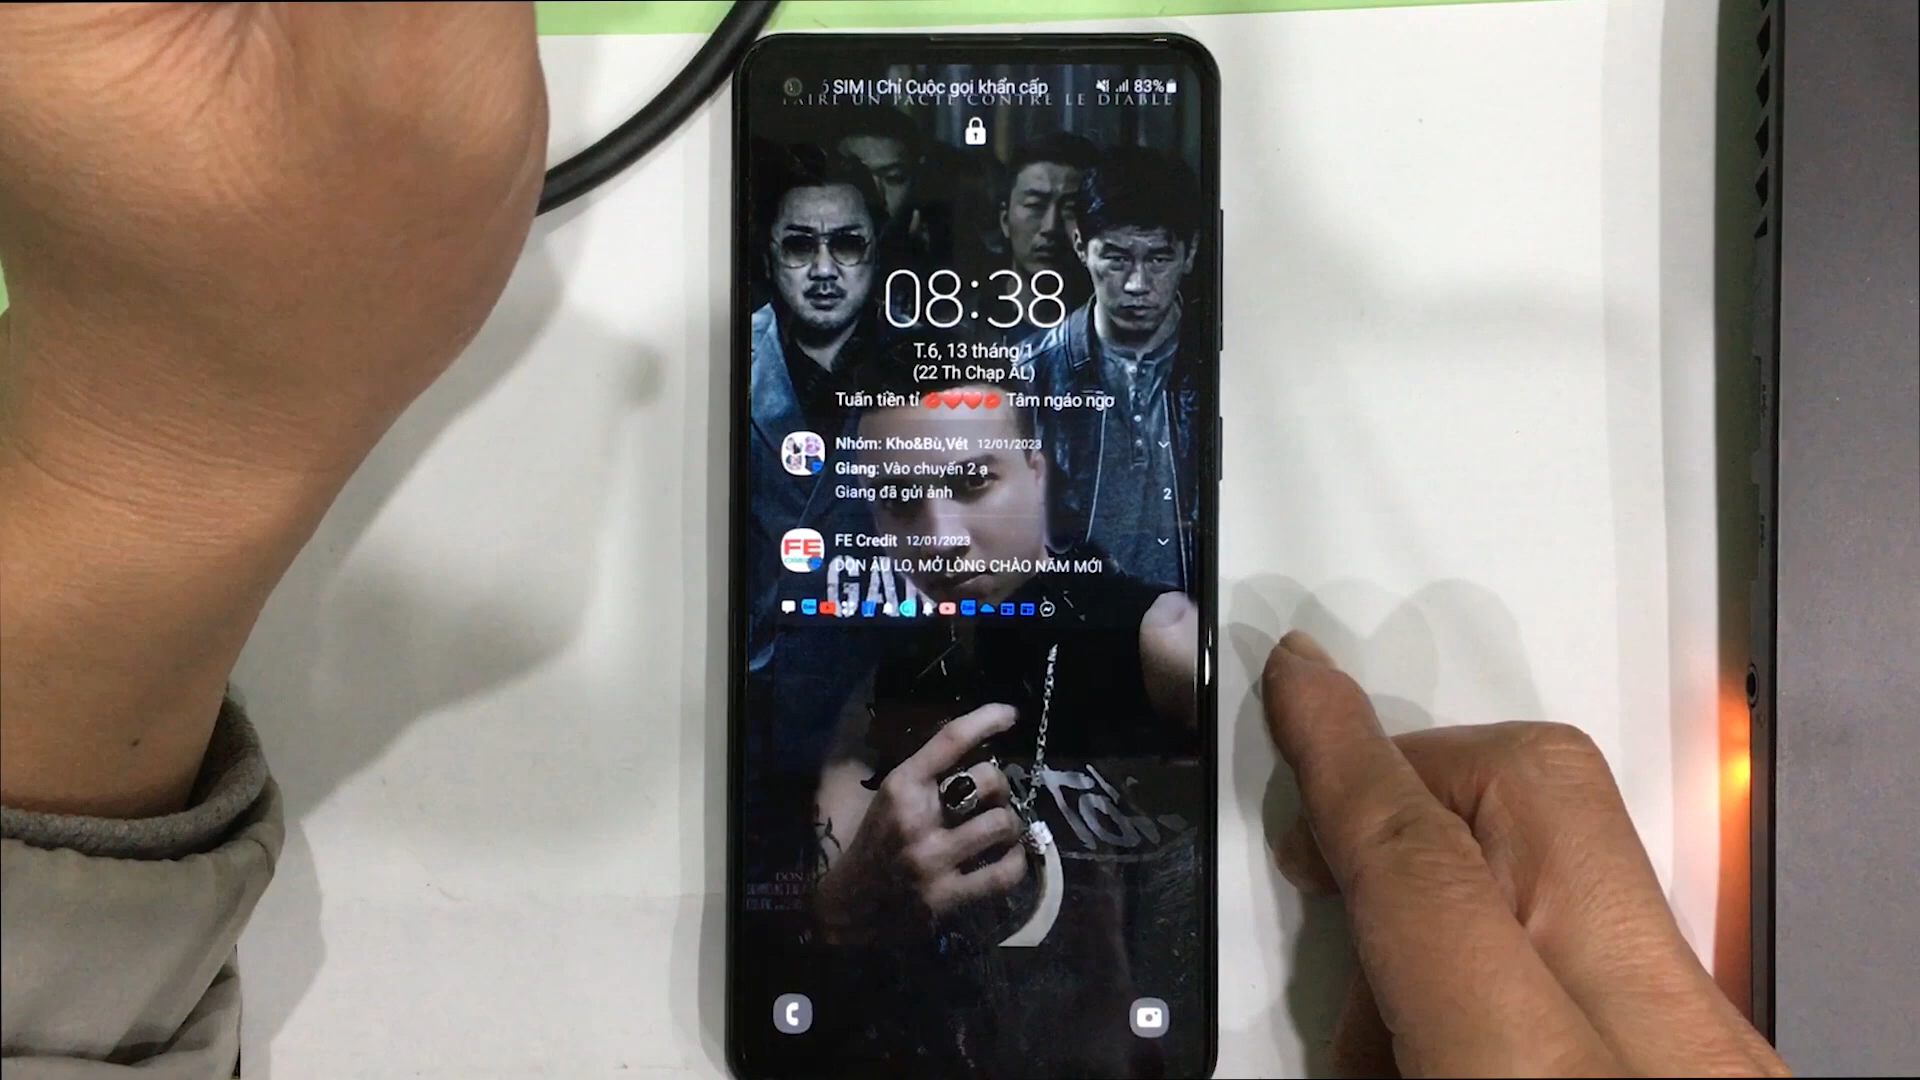 SIM | Chỉ Cuộc gọi khẩn cấp 83%
FAIRE UN PACTE CONTRE LE DIABLE
08:38
T.6, 13 tháng 1
(22 Th Chạp ÂL)
Tuấn tiền tỉ 💋❤️❤️💋 Tâm ngáo ngơ
Nhóm: Kho&Bù,Vét 12/01/2023
Giang: Vào chuyến 2 ạ
Giang đã gửi ảnh 2
FE Credit 12/01/2023
FE
DỌN ÂU LO, MỞ LÒNG CHÀO NĂM MỚI